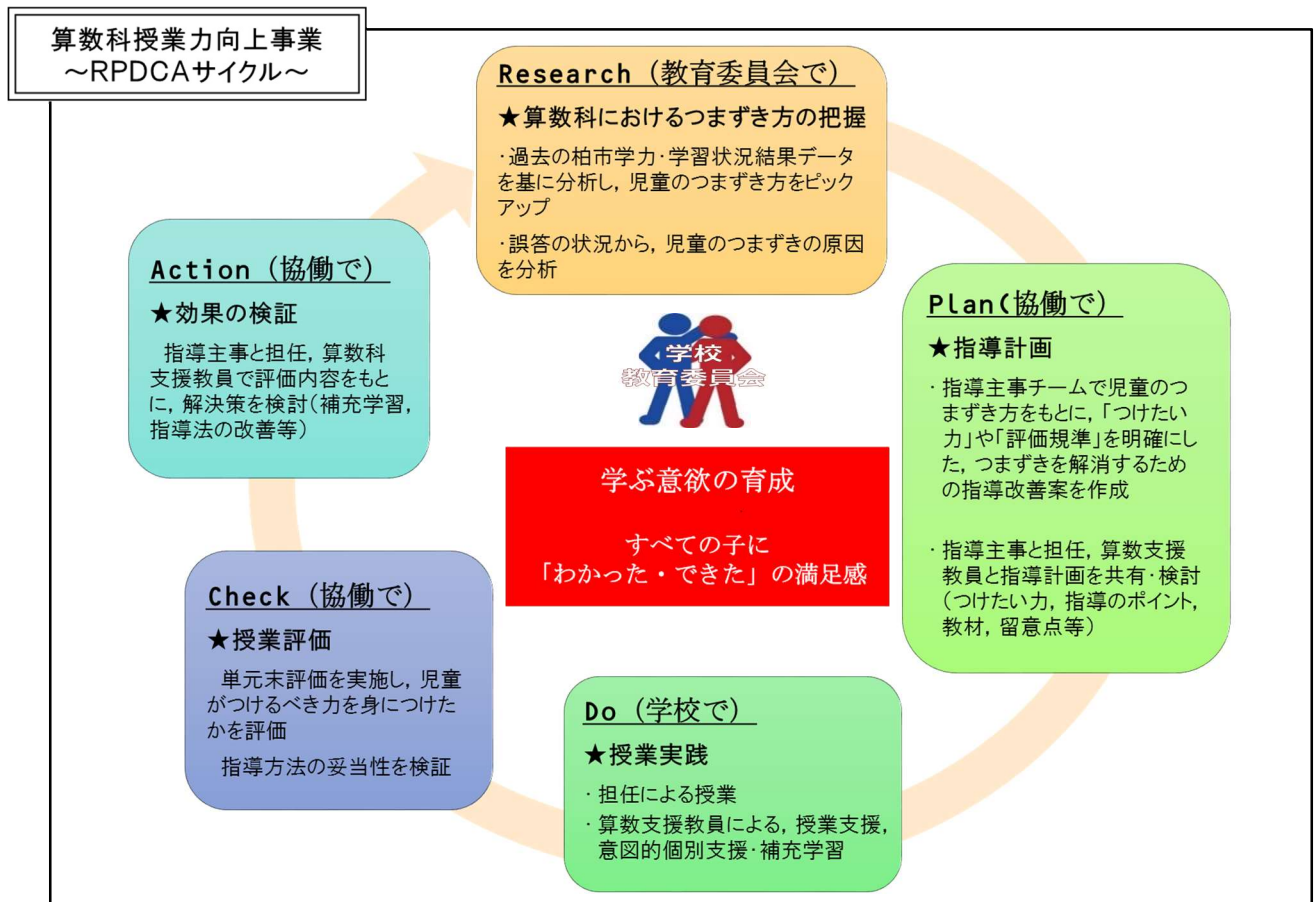 算数科授業力向上事業
～RPDCAサイクル～
Research（教育委員会で）
★算数科におけるつまずき方の把握
・過去の柏市学力・学習状況結果データ
を基に分析し，児童のつまずき方をピック
アップ
・誤答の状況から，児童のつまずきの原因
を分析
Plan(協働で）
★指導計画
・指導主事チームで児童のつ
まずき方をもとに，「つけたい
力」や「評価規準」を明確にし
た，つまずきを解消するため
の指導改善案を作成
・指導主事と担任，算数支援
教員と指導計画を共有・検討
（つけたい力，指導のポイント，
教材，留意点等）
Do（学校で）
★授業実践
・担任による授業
・算数支援教員による，授業支援，
意図的個別支援・補充学習
Check（協働で）
★授業評価
単元末評価を実施し，児童
がつけるべき力を身につけた
かを評価
指導方法の妥当性を検証
Action（協働で）
★効果の検証
指導主事と担任，算数科
支援教員で評価内容をもと
に，解決策を検討（補充学習，
指導法の改善等）
学校
教育委員会
学ぶ意欲の育成
すべての子に
「わかった・できた」の満足感